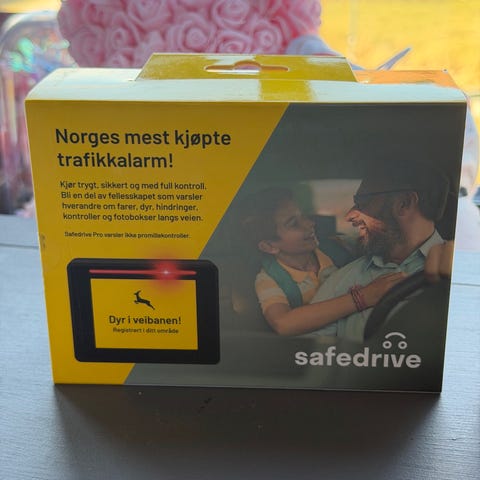 Norges mest kjøpte
trafikkalarm!
Kjør trygt, sikkert og med full kontroll.
Bli en del av fellesskapet som varsler
hverandre om farer, dyr, hindringer,
kontroller og fotobokser langs veien.
Safedrive Pro varsler ikke promillekontroller.
Dyr i veibanen!
Registrert i ditt område
safedrive